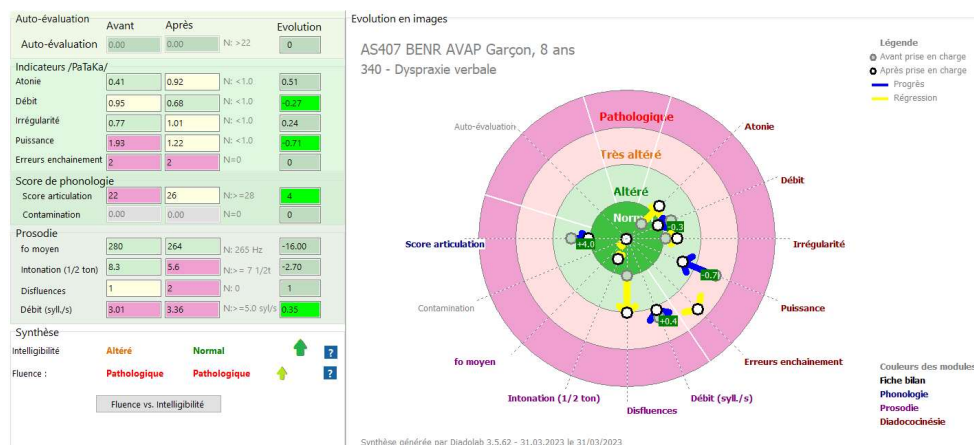 Auto-évaluation
Avant Après Evolution
Auto-évaluation 0.00 0.00 N: >22 0
Indicateurs /PaTaKa/
Atonie 0.41 0.92 N: <1.0 0.51
Débit 0.95 0.68 N: <1.0 -0.27
Irrégularité 0.77 1.01 N: <1.0 0.24
Puissance 1.93 1.22 N: <1.0 -0.71
Erreurs enchainement 2 2 N=0 0
Score de phonologie
Score articulation 22 26 N:>=28 4
Contamination 0.00 0.00 N=0 0
Prosodie
fo moyen 280 264 N: 265 Hz -16.00
Intonation (1/2 ton) 8.3 5.6 N:>= 7 1/2t -2.70
Disfluences 1 2 N: 0 1
Débit (syll./s) 3.01 3.36 N:>=5.0 syl/s 0.35
Synthèse
Intelligibilité Altéré Normal ?
Fluence : Pathologique Pathologique ?
Fluence vs. Intelligibilité
Evolution en images
AS407 BENR AVAP Garçon, 8 ans
340 - Dyspraxie verbale
Légende
Avant prise en charge
Après prise en charge
Progrès
Régression
Pathologique
Très altéré
Altéré
Auto-évaluation
Atonie
Débit
Irrégularité
Puissance
Erreurs enchainement
Débit (syll./s)
Disfluences
Intonation (1/2 ton)
fo moyen
Contamination
Score articulation
+4.0
-0.3
-0.7
+0.4
Couleurs des modules
Fiche bilan
Phonologie
Prosodie
Diadococinésie
Synthèse générée par Diadolab 3.5.62 - 31.03.2023 le 31/03/2023